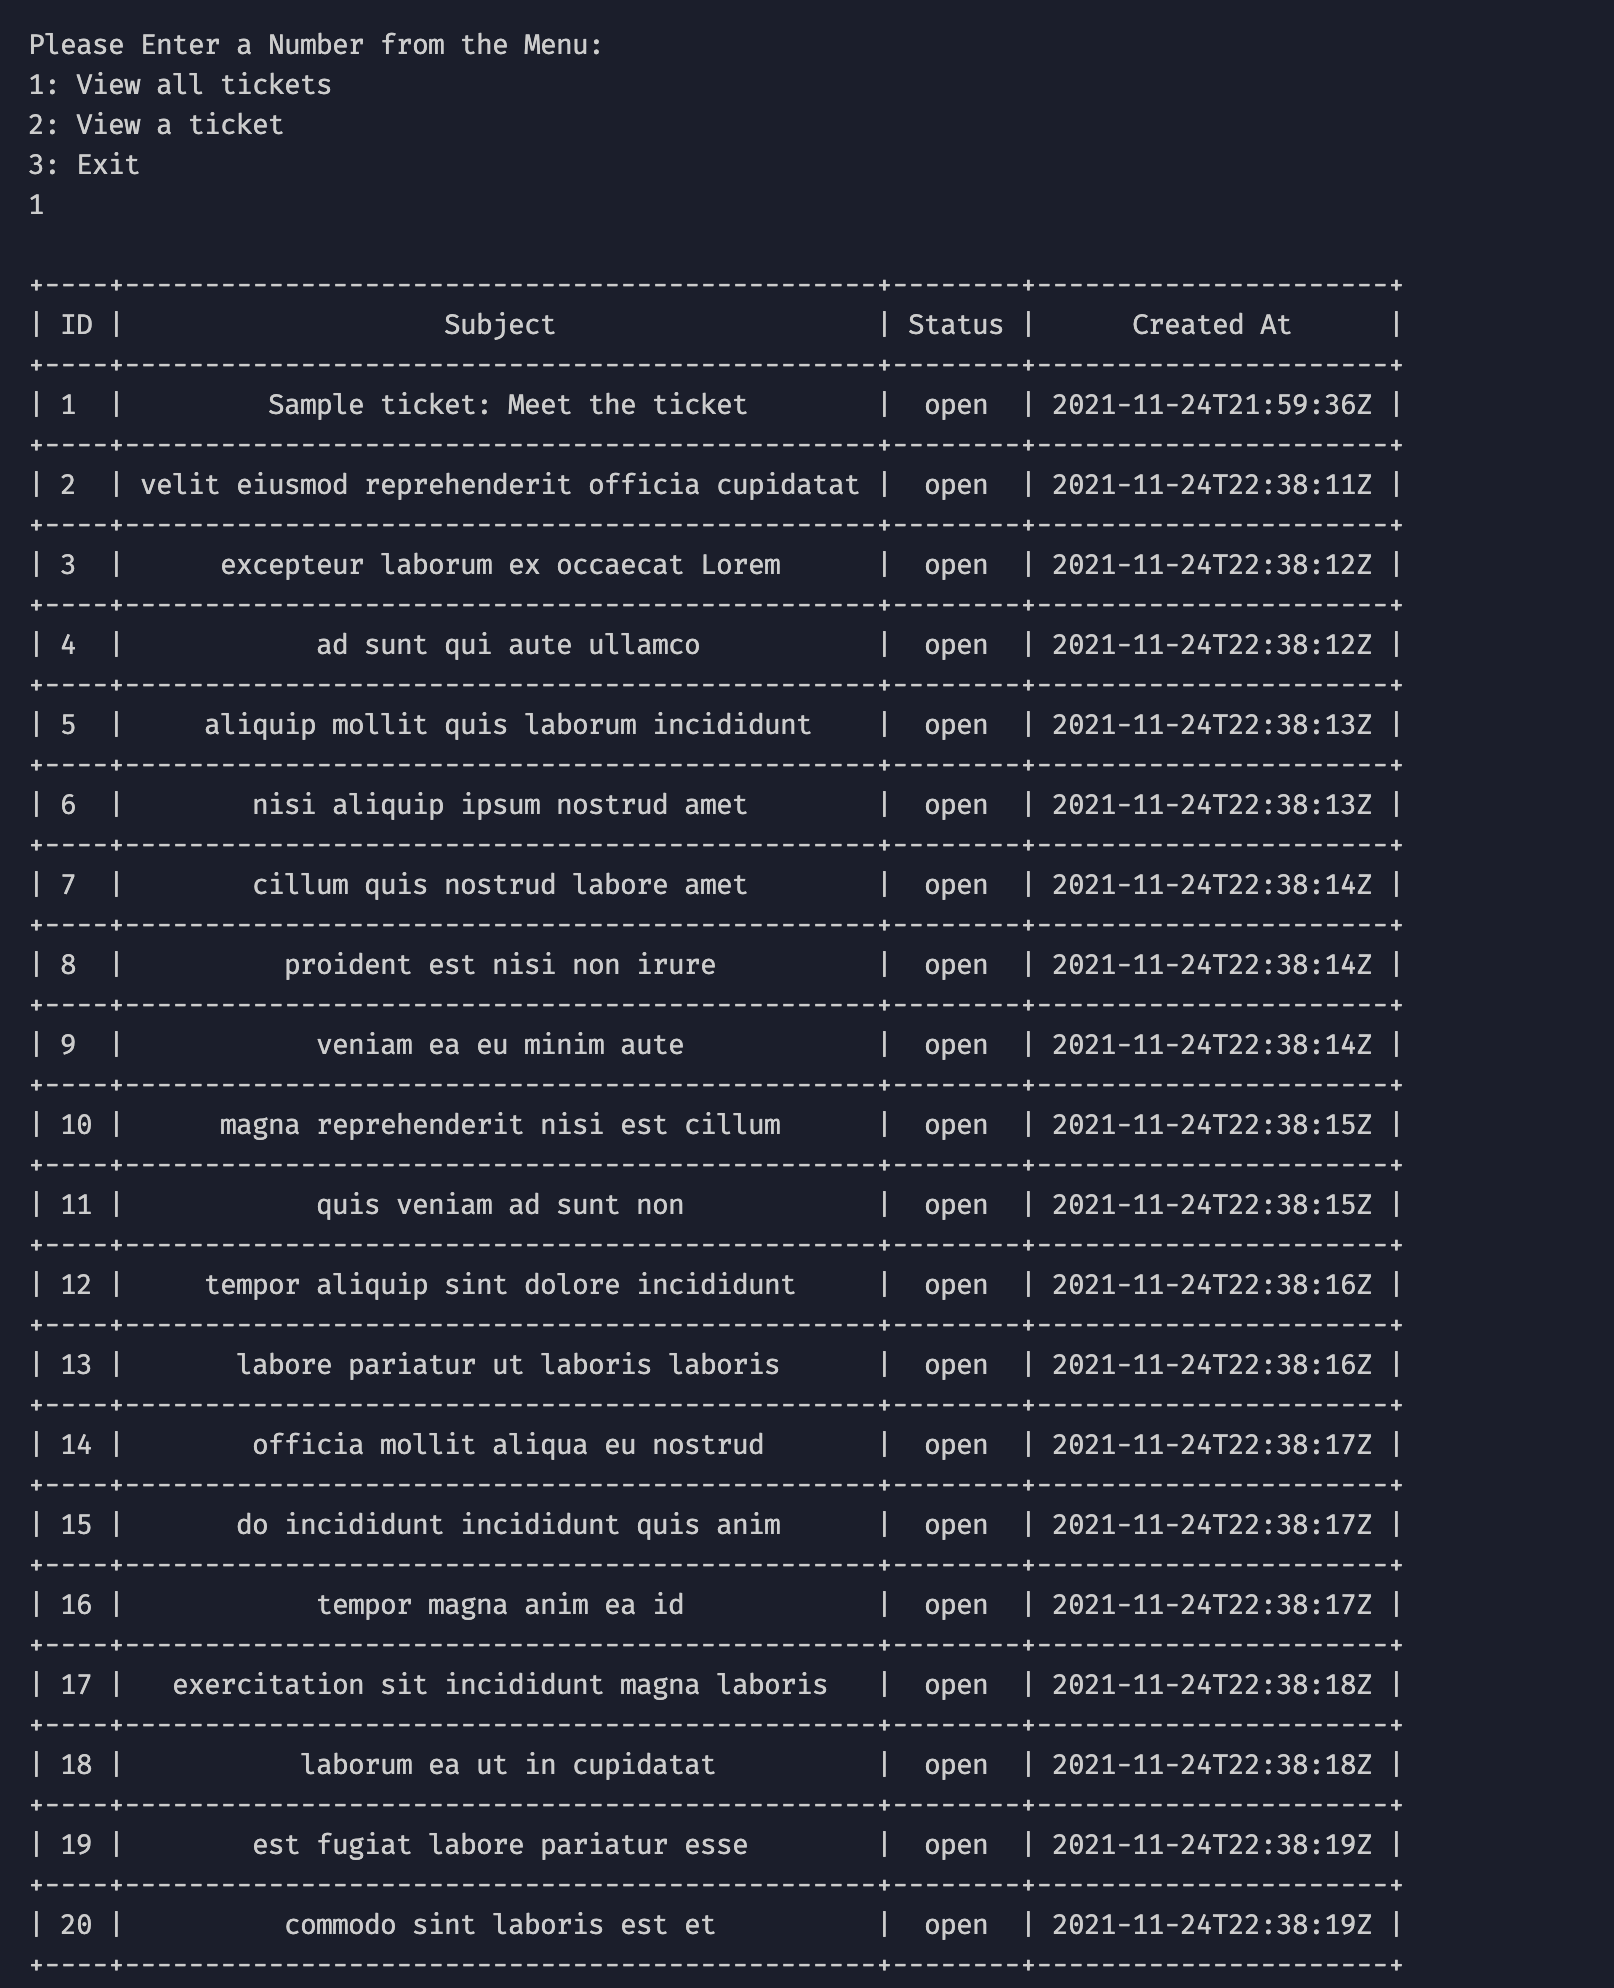 Please Enter a Number from the Menu:
1: View all tickets
2: View a ticket
3: Exit
1
+----+-----------------------------------------------+--------+----------------------+
| ID |                    Subject                    | Status |      Created At      |
+----+-----------------------------------------------+--------+----------------------+
| 1  |         Sample ticket: Meet the ticket        |  open  | 2021-11-24T21:59:36Z |
+----+-----------------------------------------------+--------+----------------------+
| 2  | velit eiusmod reprehenderit officia cupidatat |  open  | 2021-11-24T22:38:11Z |
+----+-----------------------------------------------+--------+----------------------+
| 3  |      excepteur laborum ex occaecat Lorem      |  open  | 2021-11-24T22:38:12Z |
+----+-----------------------------------------------+--------+----------------------+
| 4  |            ad sunt qui aute ullamco           |  open  | 2021-11-24T22:38:12Z |
+----+-----------------------------------------------+--------+----------------------+
| 5  |     aliquip mollit quis laborum incididunt    |  open  | 2021-11-24T22:38:13Z |
+----+-----------------------------------------------+--------+----------------------+
| 6  |        nisi aliquip ipsum nostrud amet        |  open  | 2021-11-24T22:38:13Z |
+----+-----------------------------------------------+--------+----------------------+
| 7  |        cillum quis nostrud labore amet        |  open  | 2021-11-24T22:38:14Z |
+----+-----------------------------------------------+--------+----------------------+
| 8  |          proident est nisi non irure          |  open  | 2021-11-24T22:38:14Z |
+----+-----------------------------------------------+--------+----------------------+
| 9  |            veniam ea eu minim aute            |  open  | 2021-11-24T22:38:14Z |
+----+-----------------------------------------------+--------+----------------------+
| 10 |      magna reprehenderit nisi est cillum      |  open  | 2021-11-24T22:38:15Z |
+----+-----------------------------------------------+--------+----------------------+
| 11 |            quis veniam ad sunt non            |  open  | 2021-11-24T22:38:15Z |
+----+-----------------------------------------------+--------+----------------------+
| 12 |     tempor aliquip sint dolore incididunt     |  open  | 2021-11-24T22:38:16Z |
+----+-----------------------------------------------+--------+----------------------+
| 13 |       labore pariatur ut laboris laboris      |  open  | 2021-11-24T22:38:16Z |
+----+-----------------------------------------------+--------+----------------------+
| 14 |        officia mollit aliqua eu nostrud       |  open  | 2021-11-24T22:38:17Z |
+----+-----------------------------------------------+--------+----------------------+
| 15 |       do incididunt incididunt quis anim      |  open  | 2021-11-24T22:38:17Z |
+----+-----------------------------------------------+--------+----------------------+
| 16 |            tempor magna anim ea id            |  open  | 2021-11-24T22:38:17Z |
+----+-----------------------------------------------+--------+----------------------+
| 17 |   exercitation sit incididunt magna laboris   |  open  | 2021-11-24T22:38:18Z |
+----+-----------------------------------------------+--------+----------------------+
| 18 |           laborum ea ut in cupidatat          |  open  | 2021-11-24T22:38:18Z |
+----+-----------------------------------------------+--------+----------------------+
| 19 |        est fugiat labore pariatur esse        |  open  | 2021-11-24T22:38:19Z |
+----+-----------------------------------------------+--------+----------------------+
| 20 |          commodo sint laboris est et          |  open  | 2021-11-24T22:38:19Z |
+----+-----------------------------------------------+--------+----------------------+